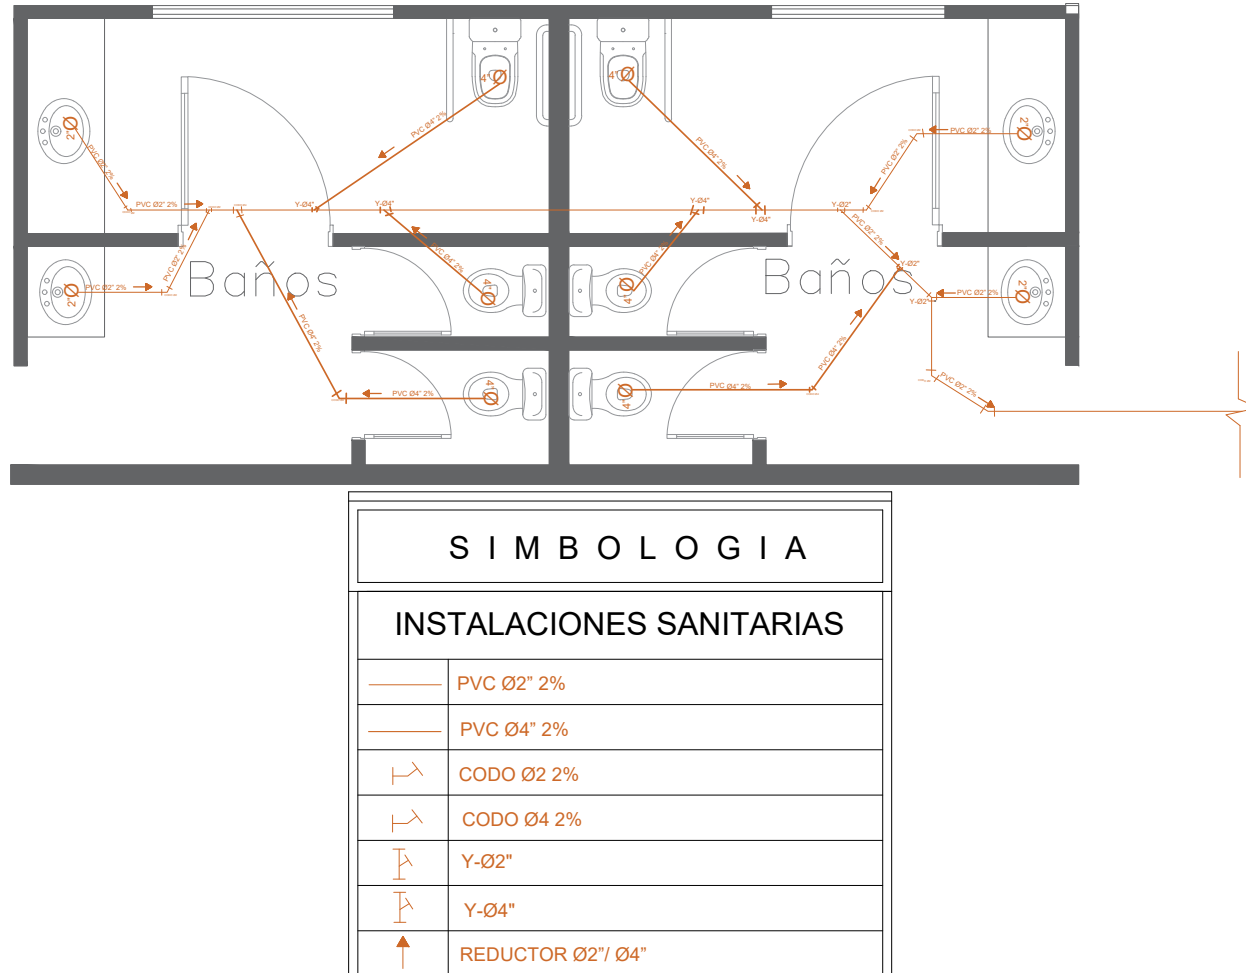 4" Ø
4" Ø
2" Ø
PVC Ø4" 2%
PVC Ø4" 2%
PVC Ø2" 2%
2" Ø
PVC Ø2" 2%
PVC Ø2" 2%
Y-Ø4"
Y-Ø4"
Y-Ø4"
Y-Ø4"
Y-Ø2"
PVC Ø2" 2%
PVC Ø4" 2%
PVC Ø4" 2%
PVC Ø2" 2%
Baños
Baños
Y-Ø2"
2" Ø
PVC Ø2" 2%
4" Ø
4" Ø
Y-Ø2"
PVC Ø2" 2%
2" Ø
PVC Ø4" 2%
PVC Ø4" 2%
PVC Ø4" 2%
4" Ø
4" Ø
PVC Ø4" 2%
PVC Ø2" 2%
S I M B O L O G I A
INSTALACIONES SANITARIAS
PVC Ø2” 2%
PVC Ø4” 2%
CODO Ø2 2%
CODO Ø4 2%
Y-Ø2"
Y-Ø4"
REDUCTOR Ø2”/ Ø4”